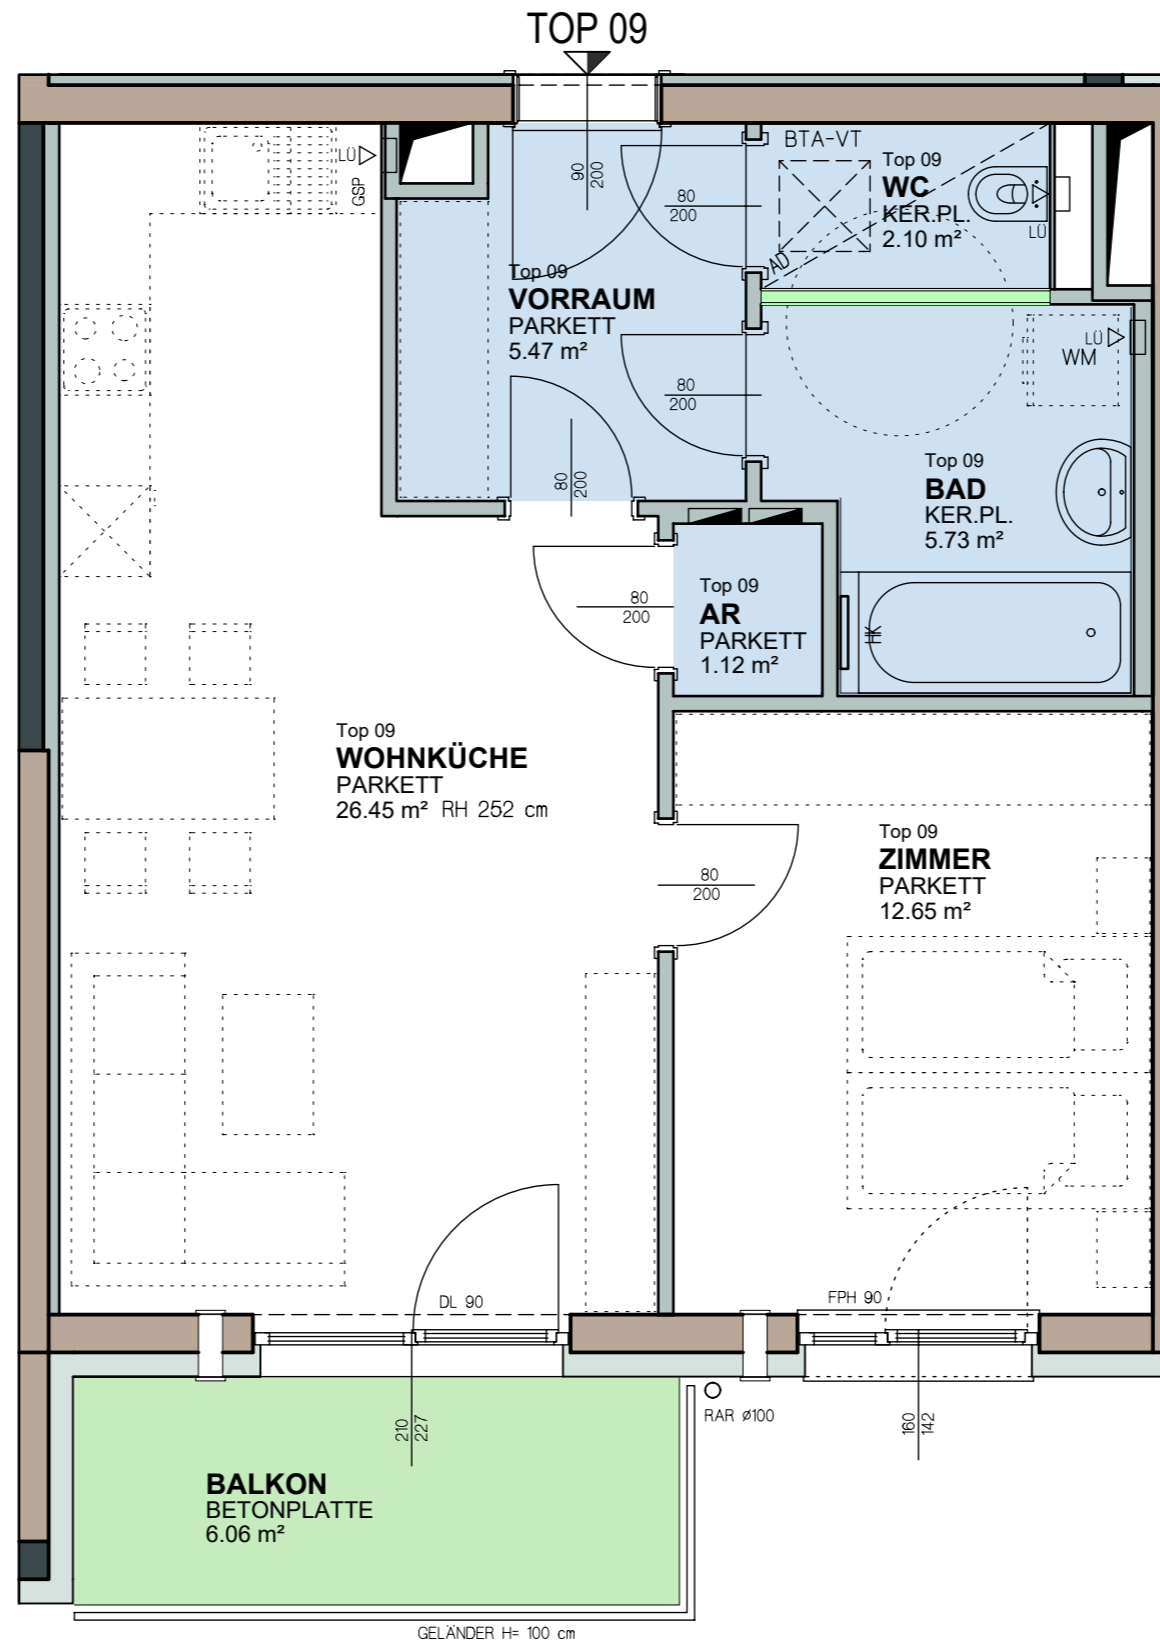 TOP 09
BTA-VT
LÜ
GSP
90
200
80
200
Top 09
WC
KER.PL.
2.10 m²
LÜ
AD
Top 09
VORRAUM
PARKETT
5.47 m²
80
200
LÜ
WM
80
200
Top 09
BAD
KER.PL.
5.73 m²
80
200
Top 09
AR
PARKETT
1.12 m²
HK
Top 09
WOHNKÜCHE
PARKETT
26.45 m² RH 252 cm
80
200
Top 09
ZIMMER
PARKETT
12.65 m²
DL 90
FPH 90
210
227
RAR ø100
160
142
BALKON
BETONPLATTE
6.06 m²
GELÄNDER H= 100 cm